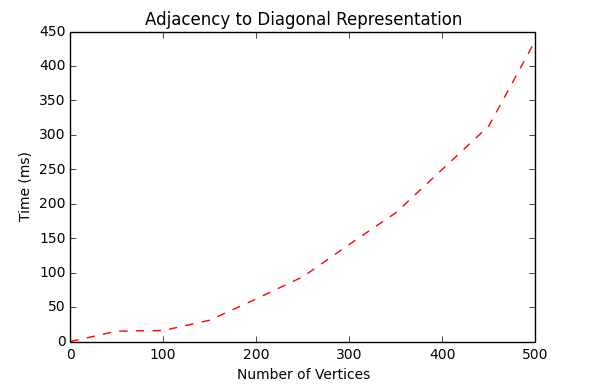 Adjacency to Diagonal Representation
450
400
350
300
250
200
150
100
50
0
Time (ms)
0 100 200 300 400 500
Number of Vertices